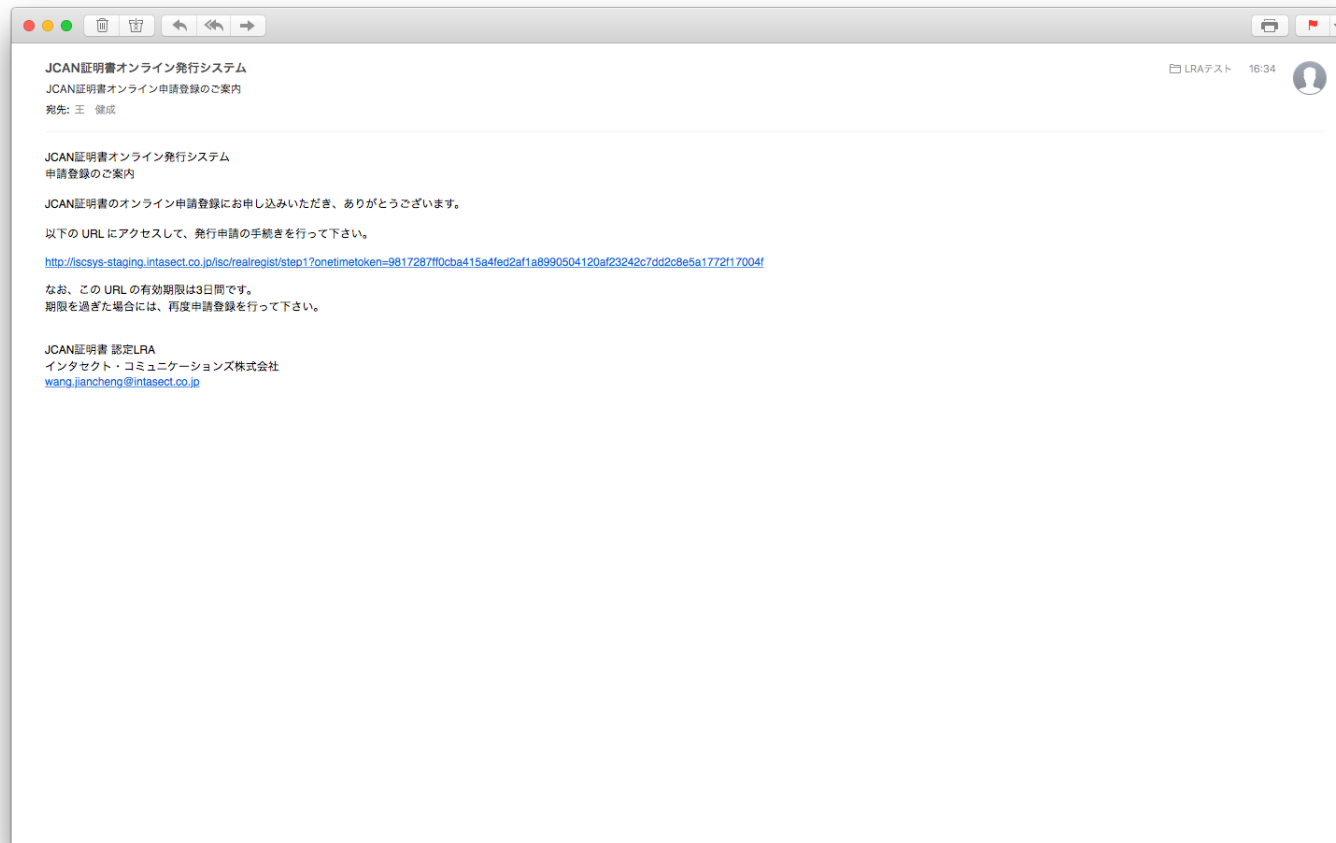 JCAN証明書オンライン発行システム
LRAテスト 16:34
JCAN証明書オンライン申請登録のご案内
宛先: 王　健成
JCAN証明書オンライン発行システム
申請登録のご案内
JCAN証明書のオンライン申請登録にお申し込みいただき、ありがとうございます。
以下の URL にアクセスして、発行申請の手続きを行って下さい。
http://iscsys-staging.intasect.co.jp/isc/realregist/step1?onetimetoken=9817287ff0cba415a4fed2af1a8990504120af23242c7dd2c8e5a1772f17004f
なお、この URL の有効期限は3日間です。
期限を過ぎた場合には、再度申請登録を行って下さい。
JCAN証明書 認定LRA
インタセクト・コミュニケーションズ株式会社
wang.jiancheng@intasect.co.jp